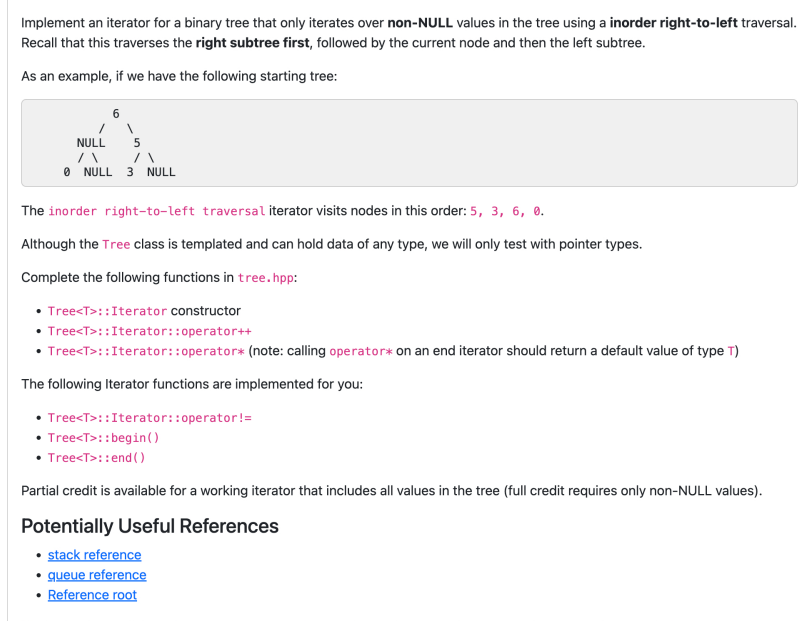 Implement an iterator for a binary tree that only iterates over non-NULL values in the tree using a inorder right-to-left traversal.
Recall that this traverses the right subtree first, followed by the current node and then the left subtree.
As an example, if we have the following starting tree:
6
/ \
NULL 5
/ \ / \
0 NULL 3 NULL
The inorder right-to-left traversal iterator visits nodes in this order: 5, 3, 6, 0.
Although the Tree class is templated and can hold data of any type, we will only test with pointer types.
Complete the following functions in tree.hpp:
• Tree<T>::Iterator constructor
• Tree<T>::Iterator::operator++
• Tree<T>::Iterator::operator* (note: calling operator* on an end iterator should return a default value of type T)
The following Iterator functions are implemented for you:
• Tree<T>::Iterator::operator!=
• Tree<T>::begin()
• Tree<T>::end()
Partial credit is available for a working iterator that includes all values in the tree (full credit requires only non-NULL values).
Potentially Useful References
• stack reference
• queue reference
• Reference root